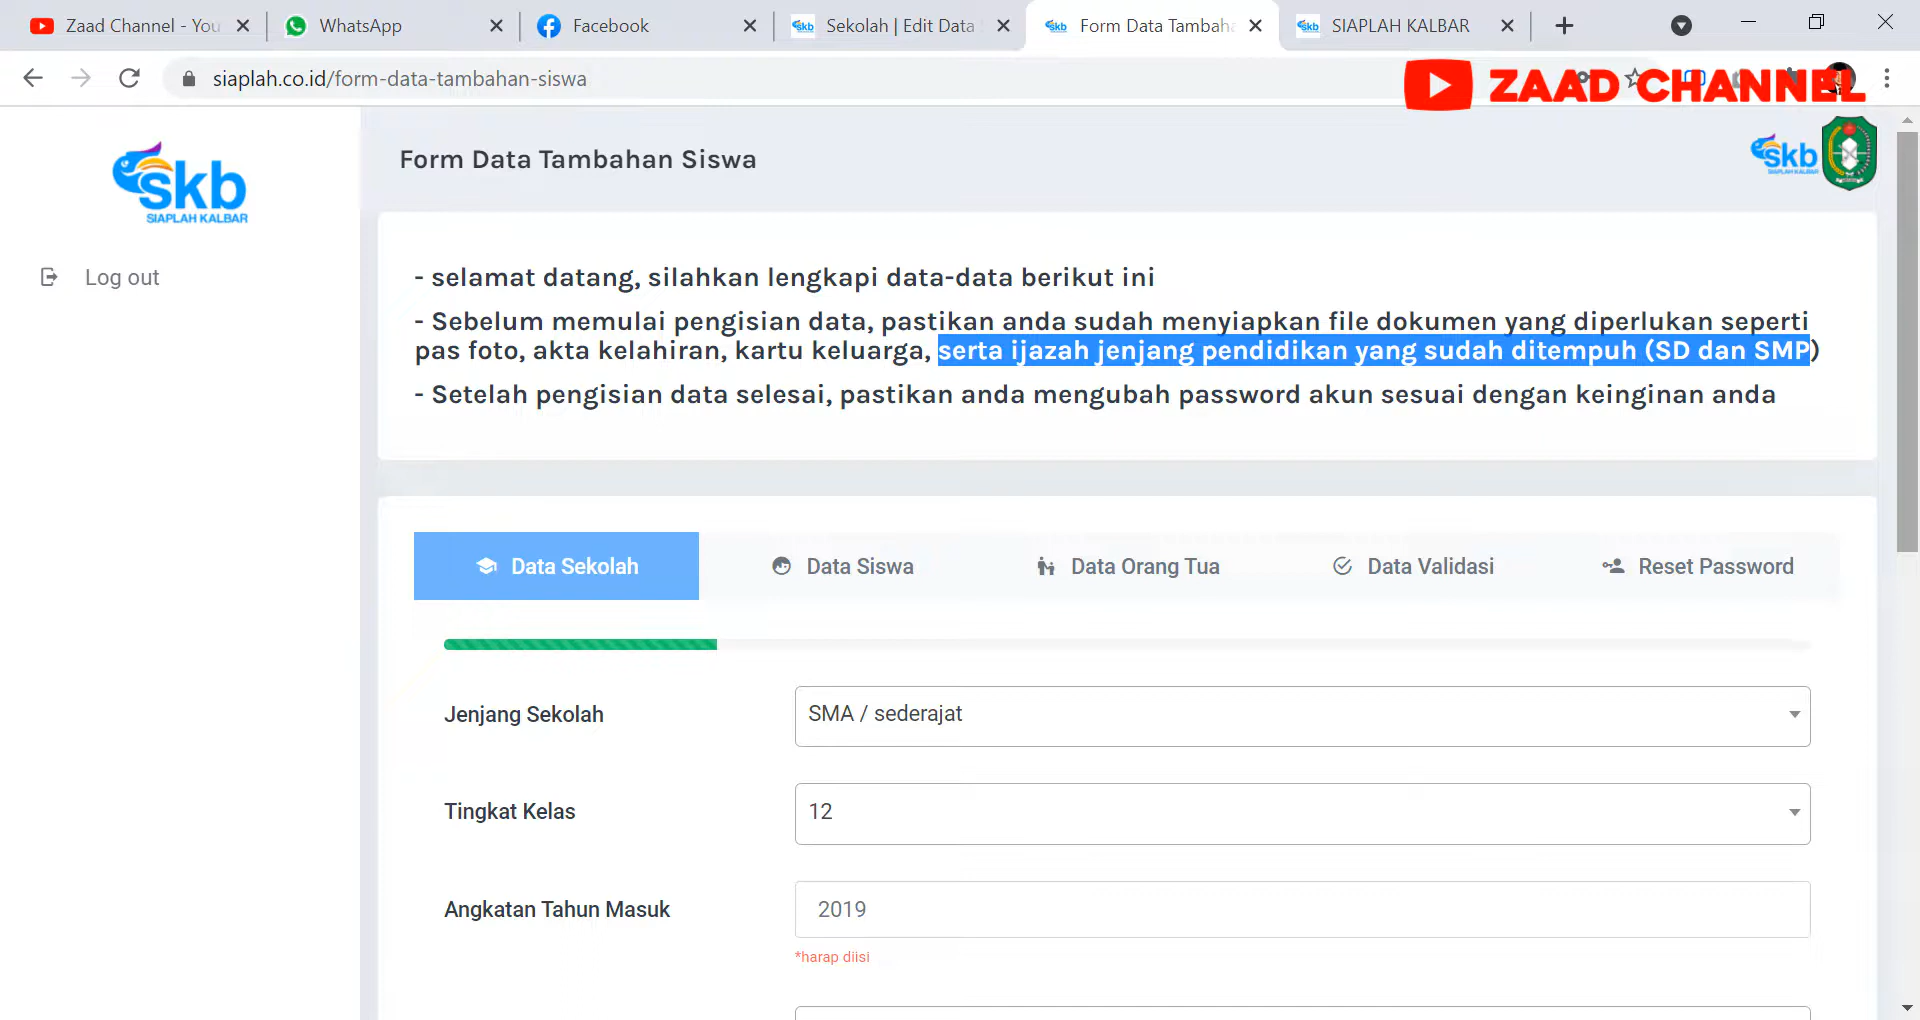 Zaad Channel - You
WhatsApp
Facebook
Sekolah | Edit Data
Form Data Tambaha
SIAPLAH KALBAR
siaplah.co.id/form-data-tambahan-siswa
ZAAD CHANNEL
skb
SIAPLAH KALBAR
Log out
Form Data Tambahan Siswa
skb
SIAPLAH KALBAR
- selamat datang, silahkan lengkapi data-data berikut ini
- Sebelum memulai pengisian data, pastikan anda sudah menyiapkan file dokumen yang diperlukan seperti
pas foto, akta kelahiran, kartu keluarga, serta ijazah jenjang pendidikan yang sudah ditempuh (SD dan SMP)
- Setelah pengisian data selesai, pastikan anda mengubah password akun sesuai dengan keinginan anda
Data Sekolah
Data Siswa
Data Orang Tua
Data Validasi
Reset Password
Jenjang Sekolah
SMA / sederajat
Tingkat Kelas
12
Angkatan Tahun Masuk
2019
*harap diisi